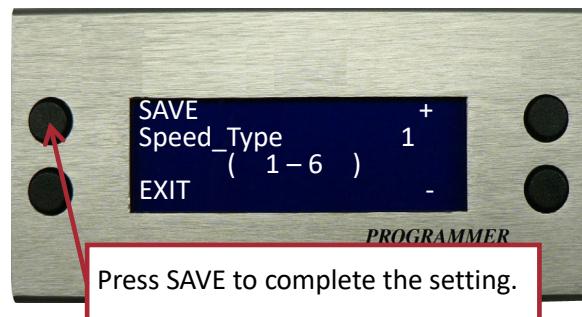 SAVE +
Speed_Type 1
( 1 – 6 )
EXIT -
PROGRAMMER
Press SAVE to complete the setting.